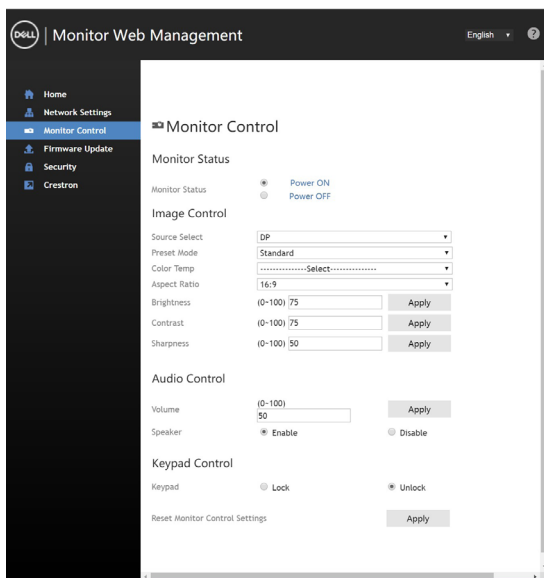 DELL | Monitor Web Management
English
?
Home
Network Settings
Monitor Control
Firmware Update
Security
Crestron
Monitor Control
Monitor Status
Monitor Status
Power ON
Power OFF
Image Control
Source Select DP
Preset Mode Standard
Color Temp ---------------Select---------------
Aspect Ratio 16:9
Brightness (0~100) 75 Apply
Contrast (0~100) 75 Apply
Sharpness (0~100) 50 Apply
Audio Control
(0~100)
Volume 50 Apply
Speaker Enable Disable
Keypad Control
Keypad Lock Unlock
Reset Monitor Control Settings Apply